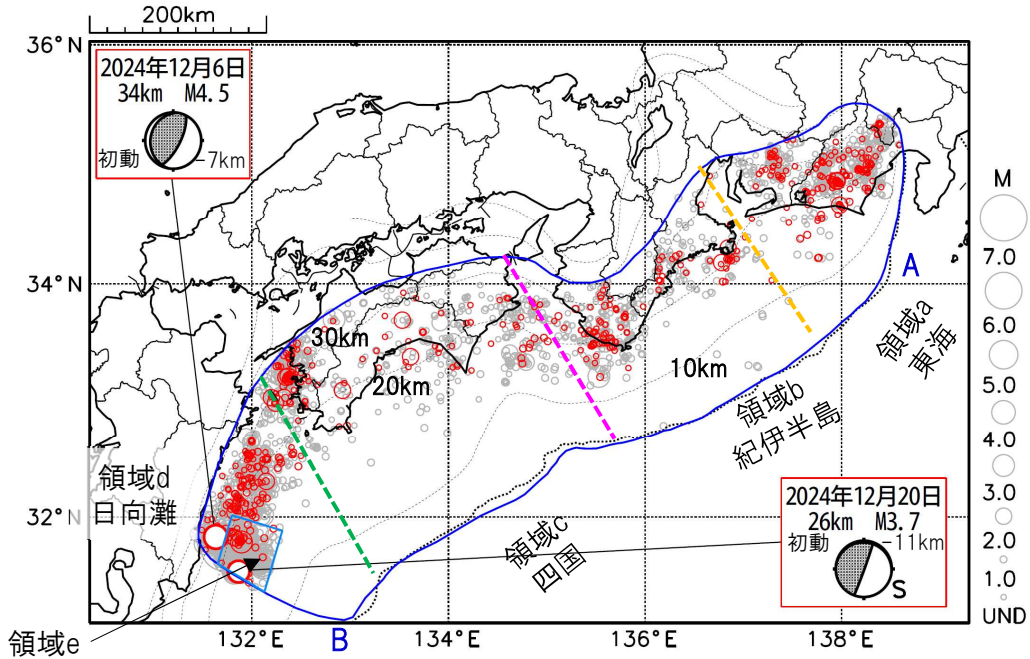 200km
36°N
2024年12月6日
34km M4.5
初動
-7km
M
7.0
6.0
5.0
4.0
3.0
2.0
1.0
UND
34°N
A
領域a
東海
30km
20km
10km
領域b
紀伊半島
領域d
日向灘
32°N
領域c
四国
2024年12月20日
26km M3.7
初動
-11km
S
領域e
132°E
B
134°E
136°E
138°E